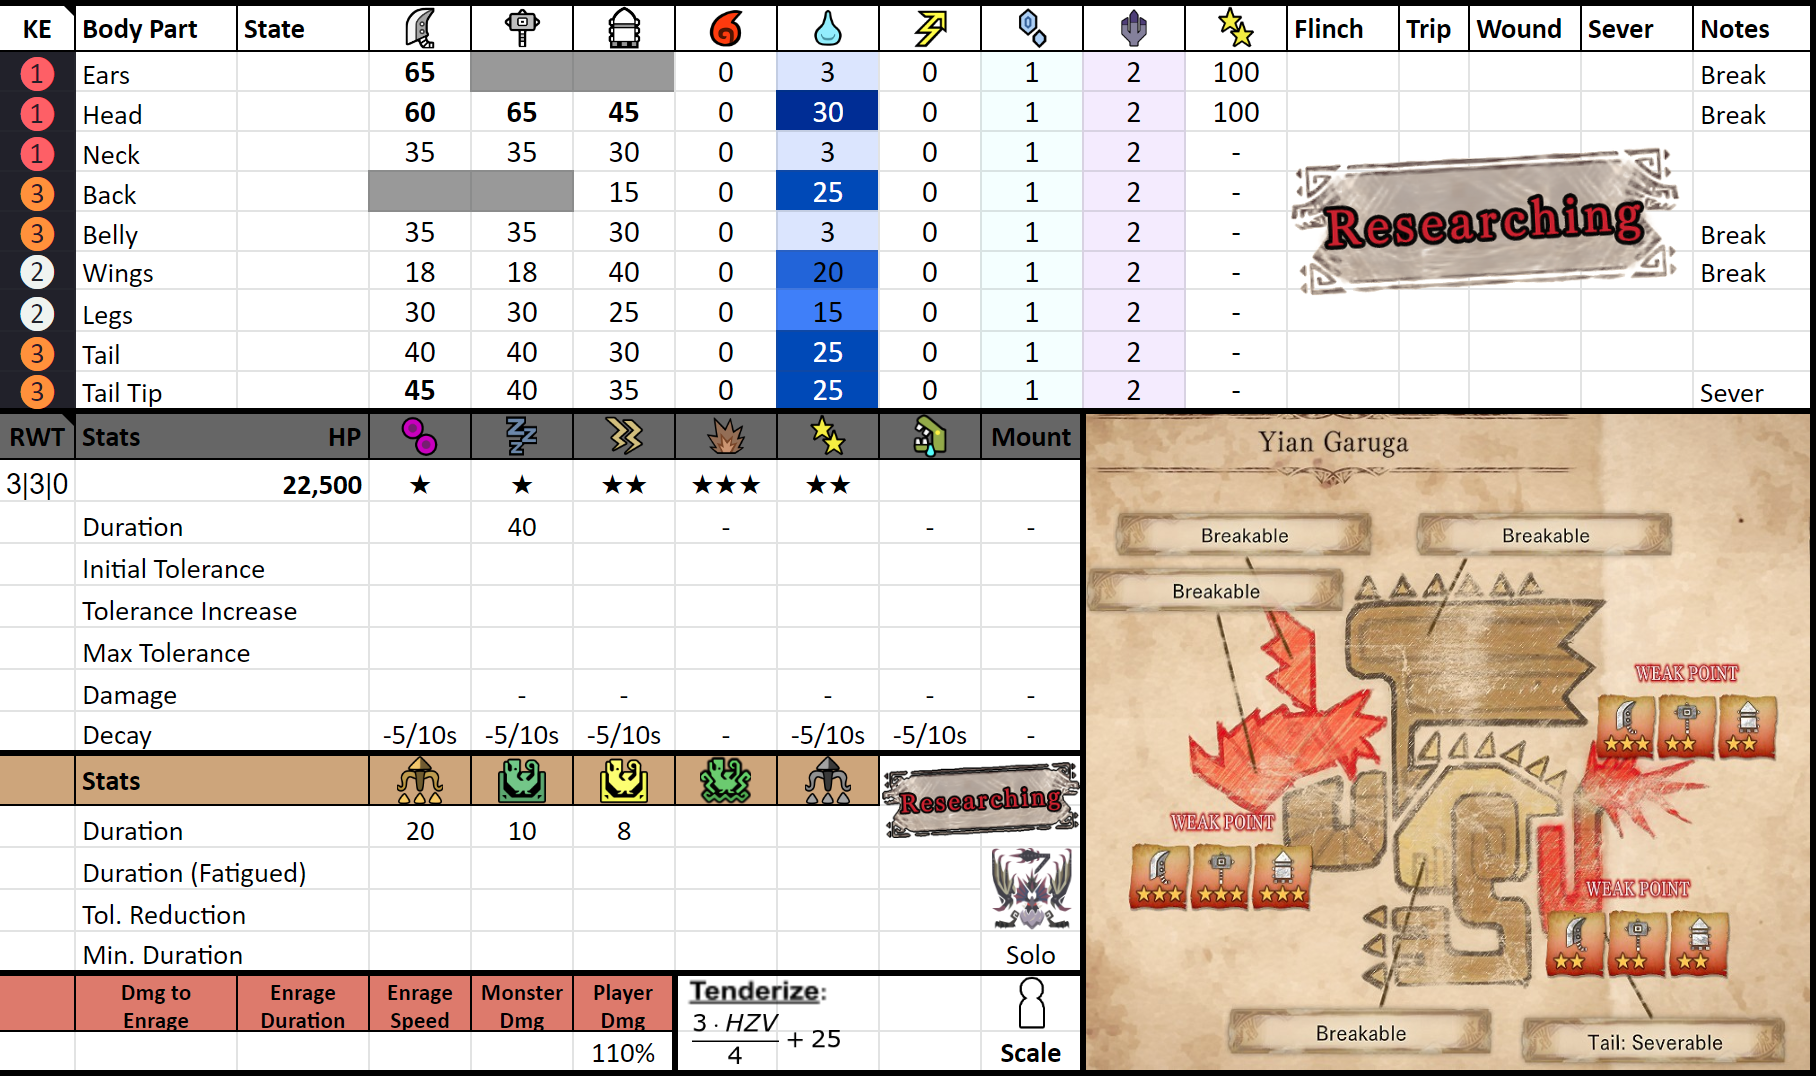 KE Body Part State Flinch Trip Wound Sever Notes
1 Ears 65 0 3 0 1 2 100 Break
1 Head 60 65 45 0 30 0 1 2 100 Break
1 Neck 35 35 30 0 3 0 1 2 -
3 Back 15 0 25 0 1 2 -
3 Belly 35 35 30 0 3 0 1 2 - Break
2 Wings 18 18 40 0 20 0 1 2 - Break
2 Legs 30 30 25 0 15 0 1 2 -
3 Tail 40 40 30 0 25 0 1 2 -
3 Tail Tip 45 40 35 0 25 0 1 2 - Sever
Researching
RWT Stats HP Mount
3|3|0 22,500 ★ ★ ★★ ★★★ ★★
Duration 40 - - -
Initial Tolerance
Tolerance Increase
Max Tolerance
Damage - - - - -
Decay -5/10s -5/10s -5/10s - -5/10s -5/10s -
Stats
Researching
Duration 20 10 8
Duration (Fatigued)
Tol. Reduction
Min. Duration
Solo
Dmg to Enrage
Enrage Duration
Enrage Speed
Monster Dmg
Player Dmg
110%
Tenderize:
3 · HZV
4
+ 25
Scale
Yian Garuga
Breakable
Breakable
Breakable
WEAK POINT
WEAK POINT
WEAK POINT
Breakable
Tail: Severable